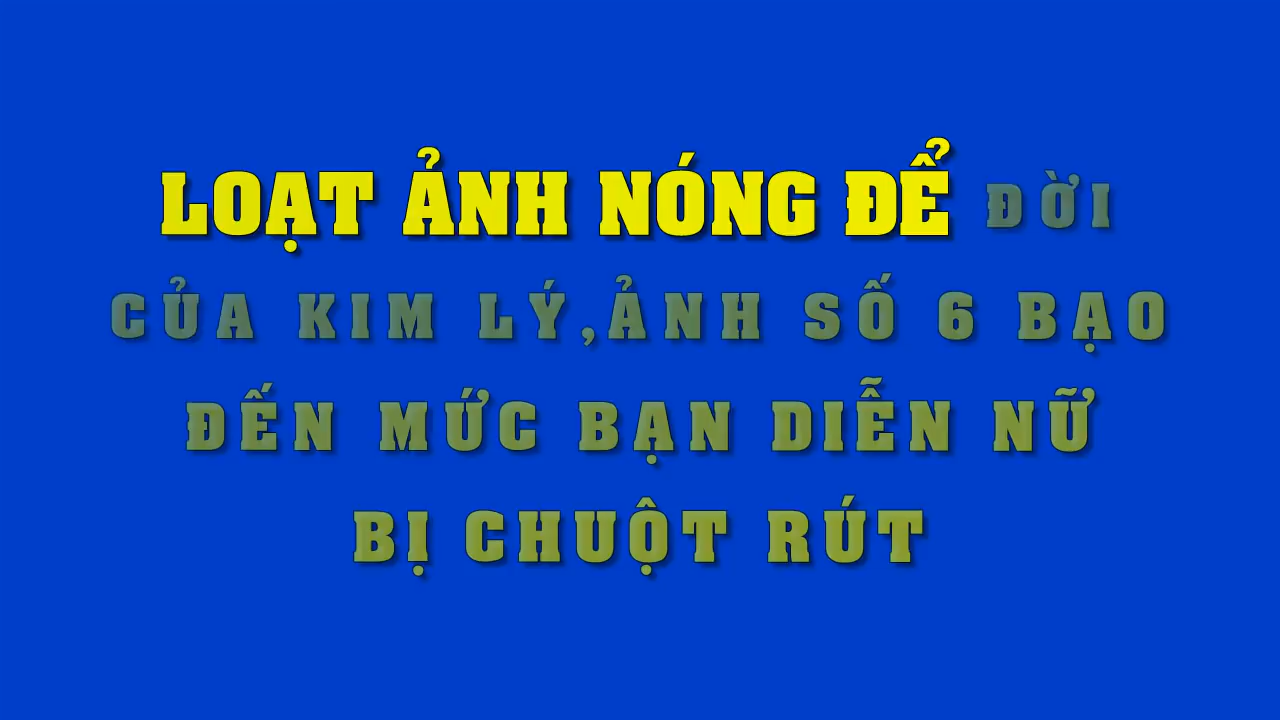 LOẠT ẢNH NÓNG ĐỂ ĐỜI
CỦA KIM LÝ,ẢNH SỐ 6 BẠO
ĐẾN MỨC BẠN DIỄN NỮ
BỊ CHUỘT RÚT